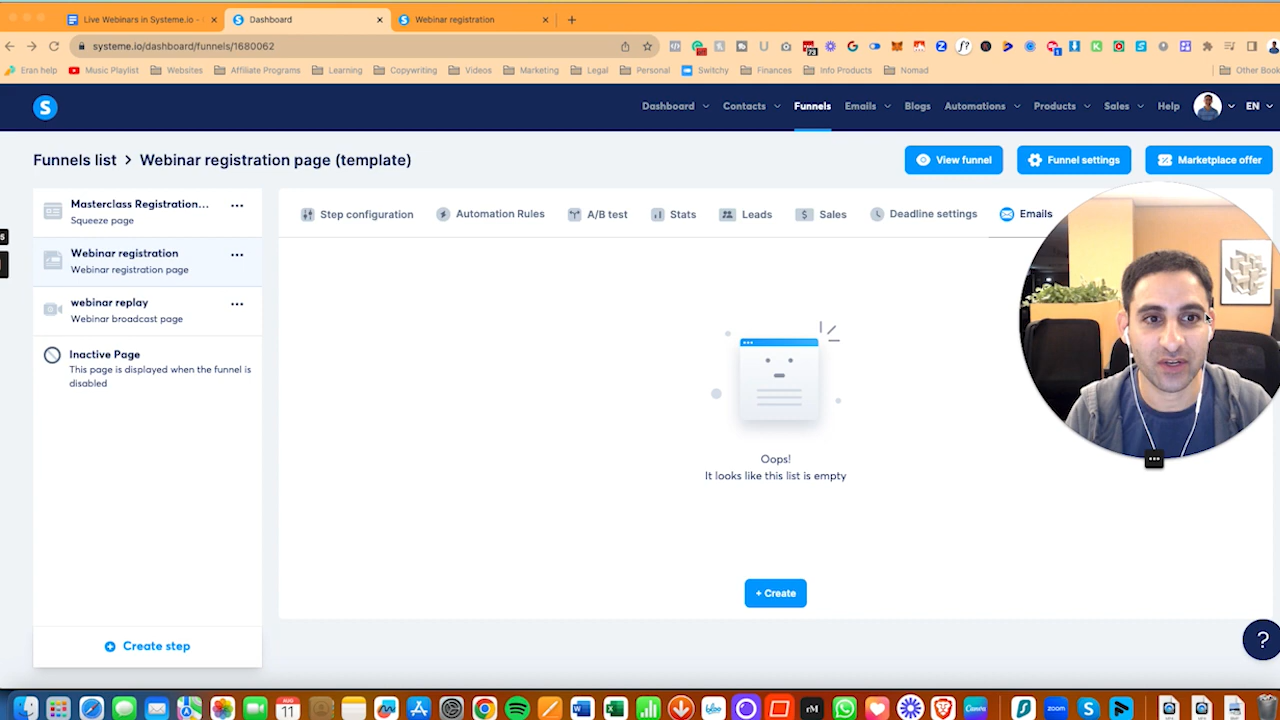 Live Webinars in Systeme.io -
Dashboard
Webinar registration
systeme.io/dashboard/funnels/1680062
Eran help
Music Playlist
Websites
Affiliate Programs
Learning
Copywriting
Videos
Marketing
Legal
Personal
Switchy
Finances
Info Products
Nomad
Other Book
S
Dashboard
Contacts
Funnels
Emails
Blogs
Automations
Products
Sales
Help
EN
Funnels list > Webinar registration page (template)
View funnel
Funnel settings
Marketplace offer
Masterclass Registration...
Squeeze page
Webinar registration
Webinar registration page
webinar replay
Webinar broadcast page
Inactive Page
This page is displayed when the funnel is
disabled
Create step
Step configuration
Automation Rules
A/B test
Stats
Leads
Sales
Deadline settings
Emails
Oops!
It looks like this list is empty
+ Create
?
AUG
11
rM
zoom